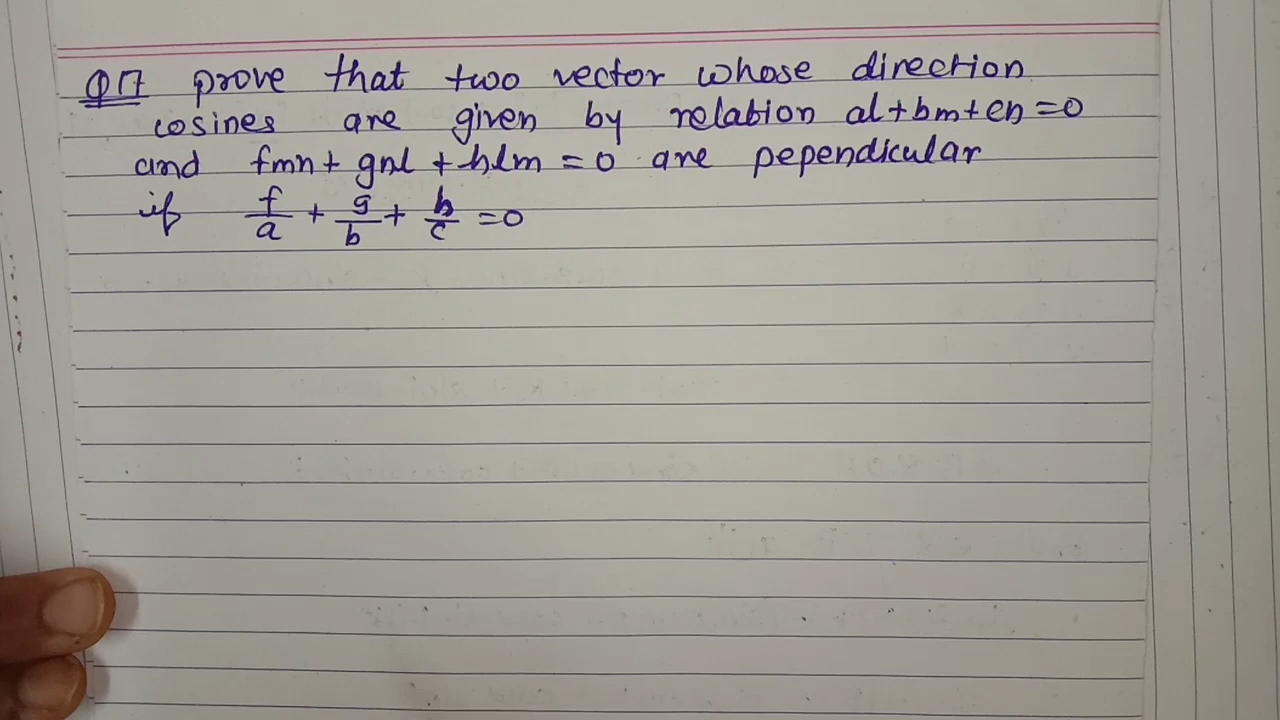 Q17 prove that two vector whose direction
cosines are given by relation al+bm+cn=0
and fmn+gnl+hlm=0 are pependicular
if f/a + g/b + h/c =0